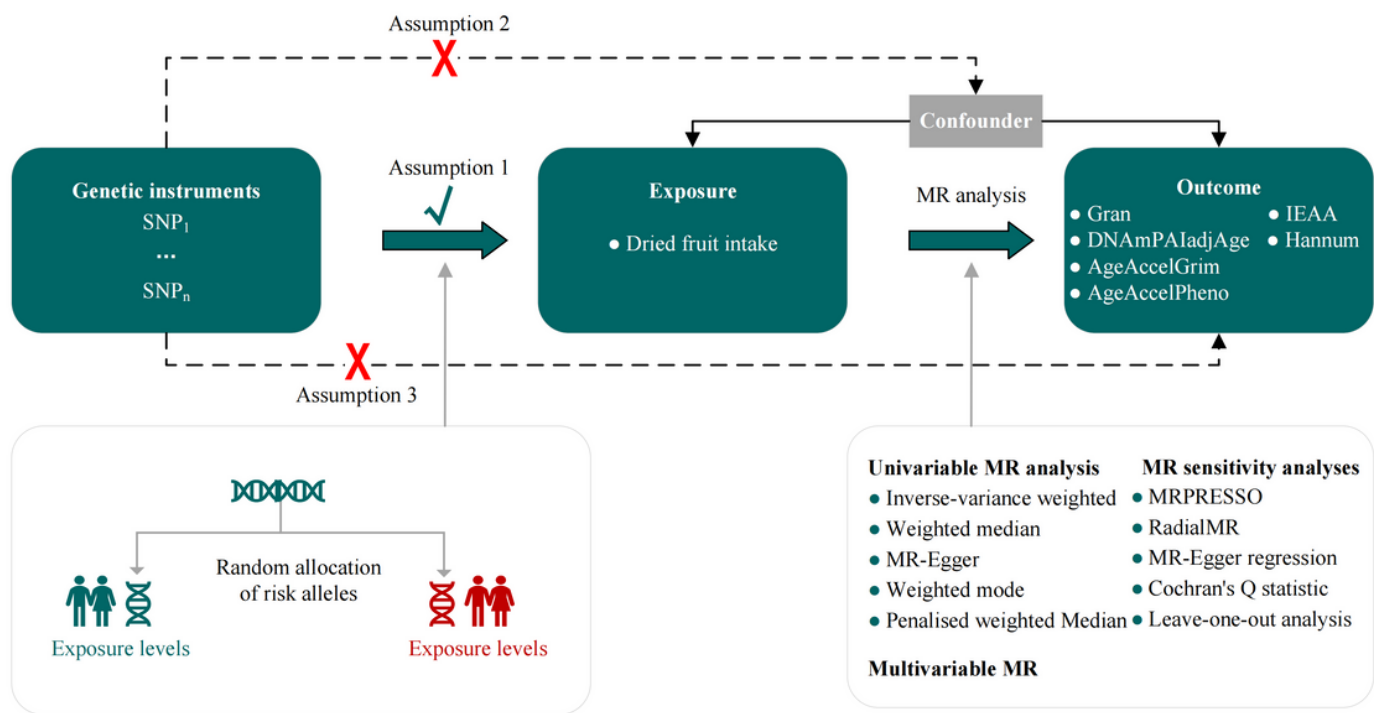 Assumption 2
X
Confounder
Genetic instruments
SNP1
...
SNPn
Assumption 1
Exposure
● Dried fruit intake
MR analysis
Outcome
● Gran
● DNAmPAIadjAge
● AgeAccelGrim
● AgeAccelPheno
● IEAA
● Hannum
X
Assumption 3
Random allocation
of risk alleles
Exposure levels
Exposure levels
Univariable MR analysis
● Inverse-variance weighted
● Weighted median
● MR-Egger
● Weighted mode
● Penalised weighted Median
Multivariable MR
MR sensitivity analyses
● MRPRESSO
● RadialMR
● MR-Egger regression
● Cochran's Q statistic
● Leave-one-out analysis